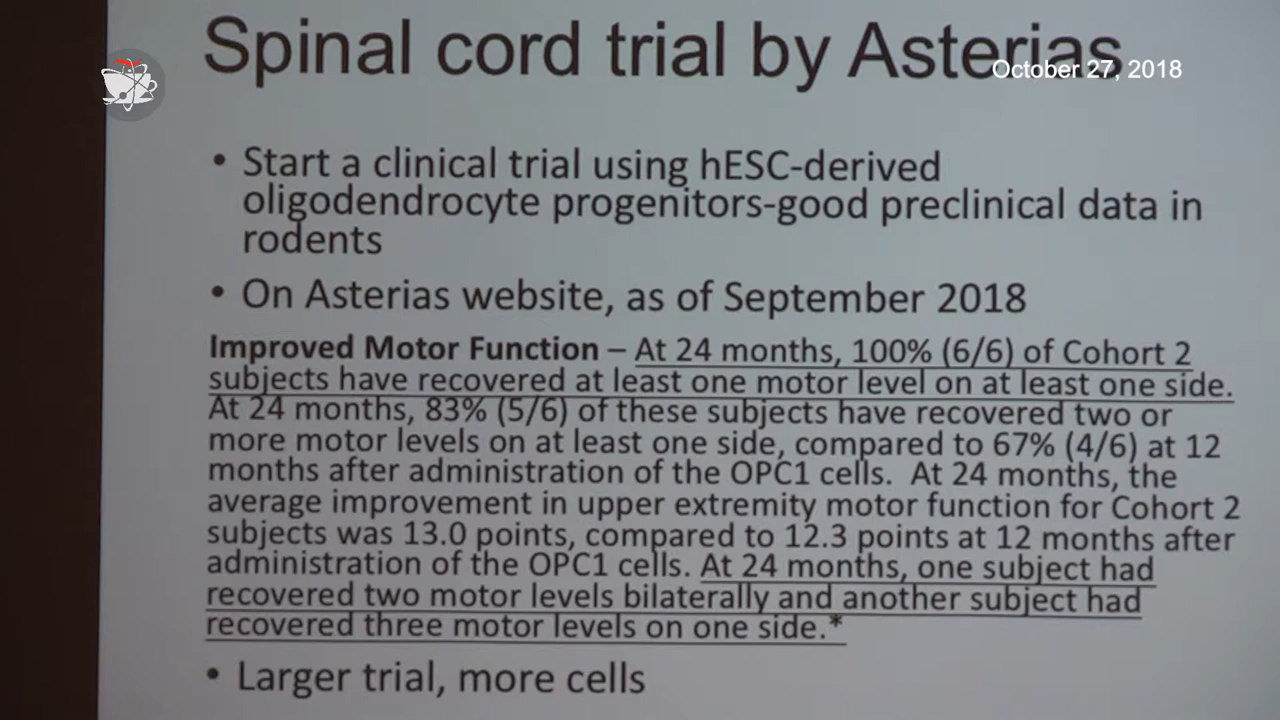 Spinal cord trial by Asterias
October 27, 2018
• Start a clinical trial using hESC-derived
oligodendrocyte progenitors-good preclinical data in
rodents
• On Asterias website, as of September 2018
Improved Motor Function – At 24 months, 100% (6/6) of Cohort 2
subjects have recovered at least one motor level on at least one side.
At 24 months, 83% (5/6) of these subjects have recovered two or
more motor levels on at least one side, compared to 67% (4/6) at 12
months after administration of the OPC1 cells. At 24 months, the
average improvement in upper extremity motor function for Cohort 2
subjects was 13.0 points, compared to 12.3 points at 12 months after
administration of the OPC1 cells. At 24 months, one subject had
recovered two motor levels bilaterally and another subject had
recovered three motor levels on one side.*
• Larger trial, more cells